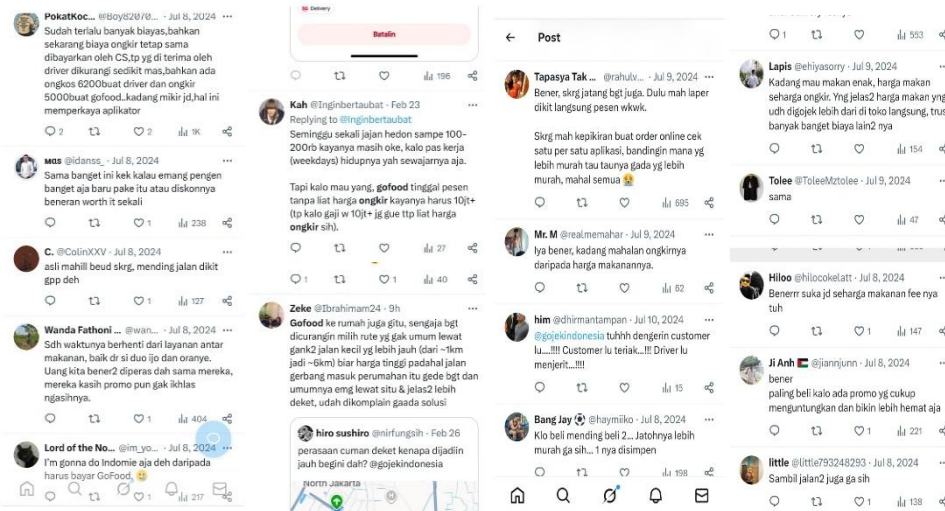 PokatKoc... @Boy82070... · Jul 8, 2024
Sudah terlalu banyak biayas,bahkan
sekarang biaya ongkir tetap sama
dibayarkan oleh CS,tp yg di terima oleh
driver dikurangi sedikit mas,bahkan ada
ongkos 6200buat driver dan ongkir
5000buat gofood..kadang mikir jd,hal ini
memperkaya aplikator
2 2 1K
Mas @idanss_ · Jul 8, 2024
Sama banget ini kek kalau emang pengen
banget aja baru pake itu atau diskonnya
beneran worth it sekali
1 238
C. @ColinXXV · Jul 8, 2024
asli mahill beud skrg, mending jalan dikit
gpp deh
1 127
Wanda Fathoni ... @wan... · Jul 8, 2024
Sdh waktunya berhenti dari layanan antar
makanan, baik dr si duo ijo dan oranye.
Uang kita bener2 diperas dah sama mereka,
mereka kasih promo pun gak ikhlas
ngasihnya.
1 404
Lord of the No... @im_yo... · Jul 8, 2024
I'm gonna do Indomie aja deh daripada
harus bayar GoFood,
1 217
Delivery
Batalin
196
Kah @Inginbertaubat · Feb 23
Replying to @Inginbertaubat
Seminggu sekali jajan hedon sampe 100-
200rb kayanya masih oke, kalo pas kerja
(weekdays) hidupnya yah sewajarnya aja.
Tapi kalo mau yang, gofood tinggal pesen
tanpa liat harga ongkir kayanya harus 10jt+
(tp kalo gaji w 10jt+ jg gue ttp liat harga
ongkir sih).
27
1 1 40
Zeke @Ibrahimam24 · 9h
Gofood ke rumah juga gitu, sengaja bgt
dicurangin milih rute yg gak umum lewat
gank2 jalan kecil yg lebih jauh (dari ~1km
jadi ~6km) biar harga tinggi padahal jalan
gerbang masuk perumahan itu gede bgt dan
umumnya emg lewat situ & jelas2 lebih
deket, udah dikomplain gaada solusi
hiro sushiro @nirfungsih · Feb 26
perasaan cuman deket kenapa dijadiin
jauh begini dah? @gojekindonesia
North Jakarta
Post
Tapasya Tak ... @rahulv... · Jul 9, 2024
Bener, skrg jatang bgt juga. Dulu mah laper
dikit langsung pesen wkwk.
Skrg mah kepikiran buat order online cek
satu per satu aplikasi, bandingin mana yg
lebih murah tau taunya gada yg lebih
murah, mahal semua
695
Mr. M @realmemahar · Jul 9, 2024
Iya bener, kadang mahalan ongkirnya
daripada harga makanannya.
62
him @dhirmantampan · Jul 10, 2024
@gojekindonesia tuhhh dengerin customer
lu....!!!! Customer lu teriak...!!! Driver lu
menjerit...!!!!
15
Bang Jay @haymiiko · Jul 8, 2024
Klo beli mending beli 2... Jatohnya lebih
murah ga sih... 1 nya disimpen
198
1 553
Lapis @ehiyasorry · Jul 9, 2024
Kadang mau makan enak, harga makan
seharga ongkir. Yng jelas2 harga makan yng
udh digojek lebih dari di toko langsung, trus
banyak banget biaya lain2 nya
154
Tolee @ToleeMztolee · Jul 9, 2024
sama
47
Hiloo @hilocokelatt · Jul 8, 2024
Benerrr suka jd seharga makanan fee nya
tuh
1 147
Ji Anh @jiannjunn · Jul 8, 2024
bener
paling beli kalo ada promo yg cukup
menguntungkan dan bikin lebih hemat aja
1 221
little @little793248293 · Jul 8, 2024
Sambil jalan2 juga ga sih
1 138